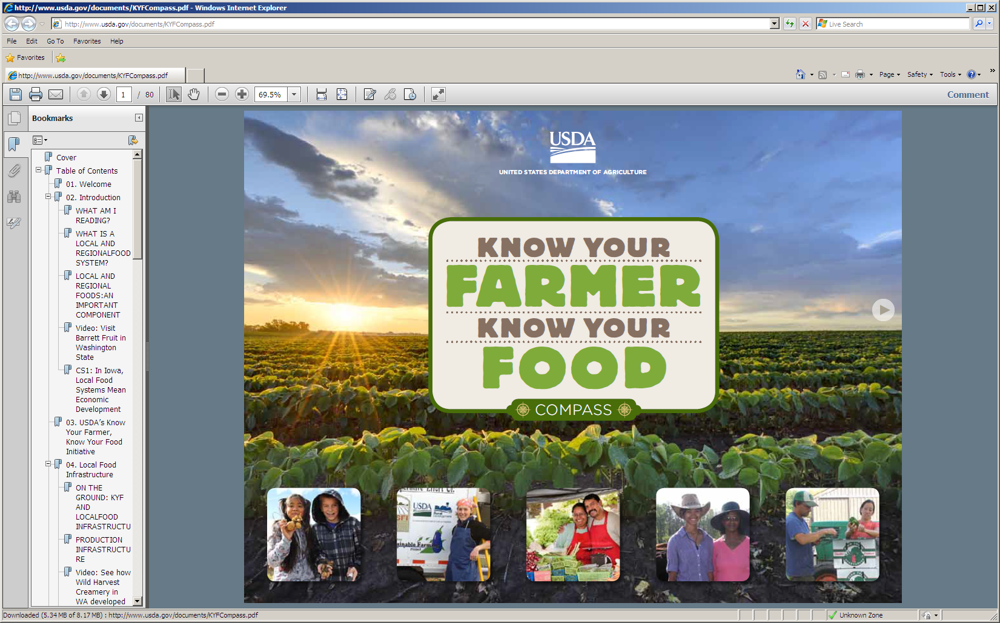 http://www.usda.gov/documents/KYFCompass.pdf - Windows Internet Explorer
http://www.usda.gov/documents/KYFCompass.pdf
Live Search
File Edit Go To Favorites Help
Favorites
http://www.usda.gov/documents/KYFCompass.pdf
Page Safety Tools
1 / 80
69.5%
Comment
Bookmarks
Cover
Table of Contents
01. Welcome
02. Introduction
WHAT AM I
READING?
WHAT IS A
LOCAL AND
REGIONALFOOD
SYSTEM?
LOCAL AND
REGIONAL
FOODS:AN
IMPORTANT
COMPONENT
Video: Visit
Barrett Fruit in
Washington
State
CS1: In Iowa,
Local Food
Systems Mean
Economic
Development
03. USDA's Know
Your Farmer,
Know Your Food
Initiative
04. Local Food
Infrastructure
ON THE
GROUND: KYF
AND
LOCALFOOD
INFRASTRUCTU
PRODUCTION
INFRASTRUCTU
RE
Video: See how
Wild Harvest
Creamery in
WA developed
USDA
UNITED STATES DEPARTMENT OF AGRICULTURE
KNOW YOUR
FARMER
KNOW YOUR
FOOD
COMPASS
USDA
Rural
Development
Farming
Project
Downloaded (5.34 MB of 8.17 MB) : http://www.usda.gov/documents/KYFCompass.pdf
Unknown Zone